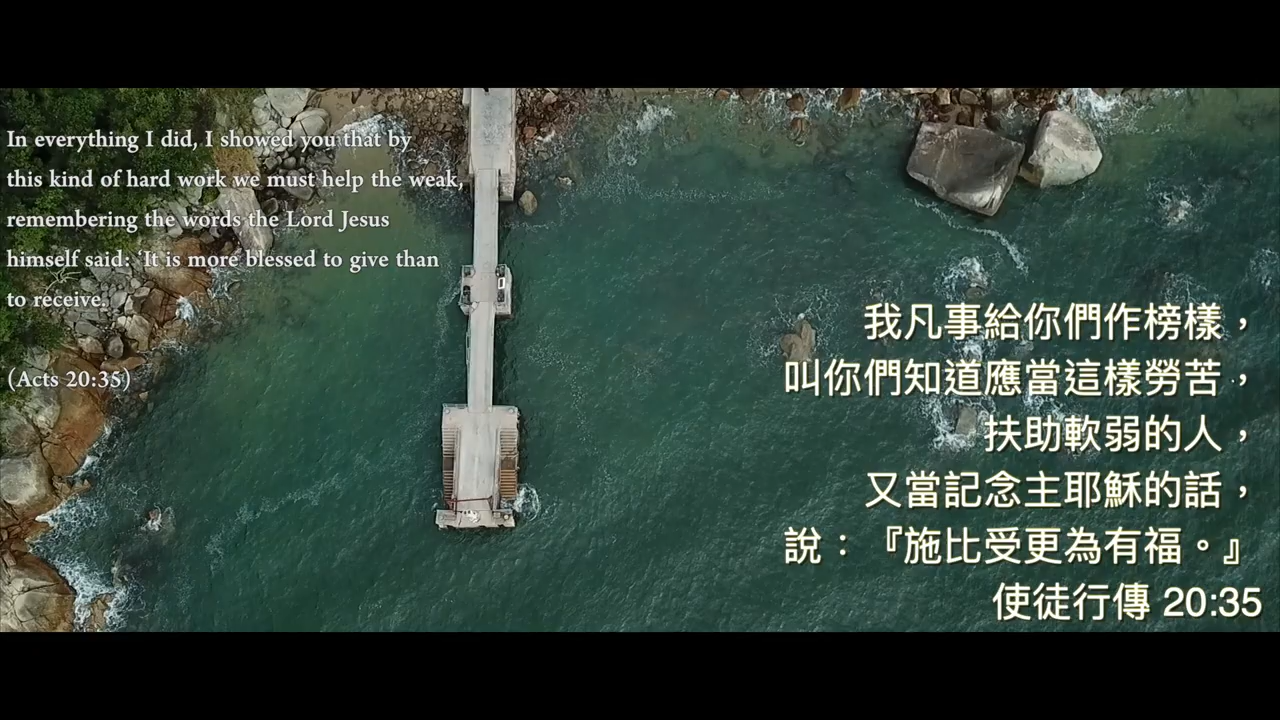 In everything I did, I showed you that by
this kind of hard work we must help the weak,
remembering the words the Lord Jesus
himself said: ‘It is more blessed to give than
to receive.
(Acts 20:35)
我凡事給你們作榜樣，
叫你們知道應當這樣勞苦，
扶助軟弱的人，
又當記念主耶穌的話，
說：『施比受更為有福。』
使徒行傳 20:35